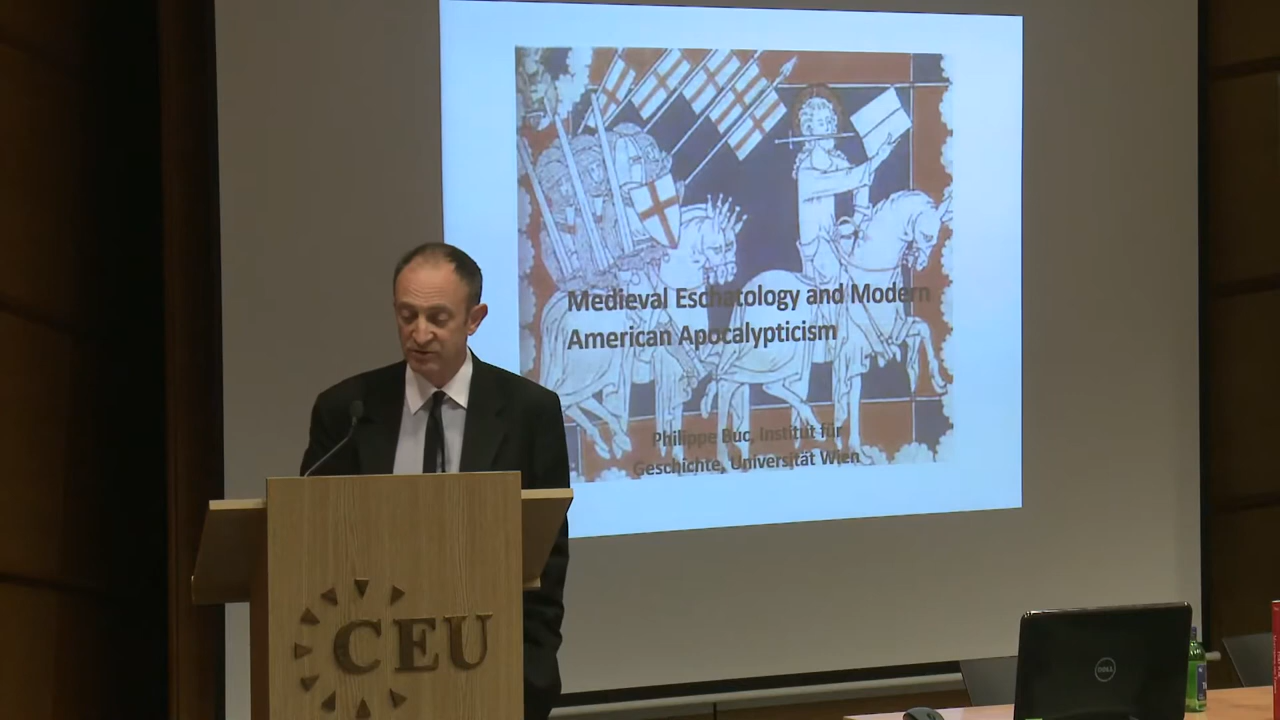 Medieval Eschatology and Modern
American Apocalypticism
Philippe Buc, Institut für
Geschichte, Universität Wien
CEU
DELL